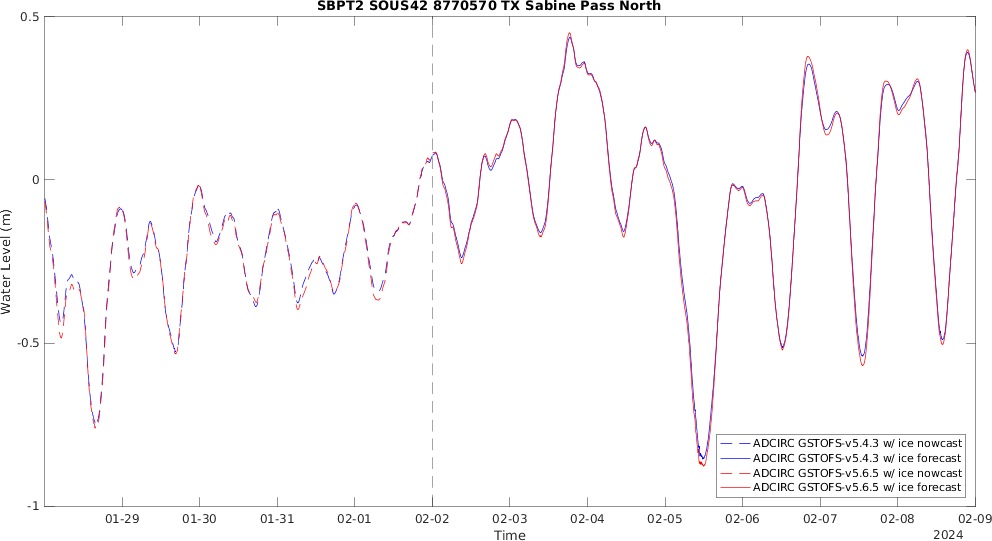 SBPT2 SOUS42 8770570 TX Sabine Pass North
Water Level (m)
0.5
0
-0.5
-1
ADCIRC GSTOFS-v5.4.3 w/ ice nowcast
ADCIRC GSTOFS-v5.4.3 w/ ice forecast
ADCIRC GSTOFS-v5.6.5 w/ ice nowcast
ADCIRC GSTOFS-v5.6.5 w/ ice forecast
01-29 01-30 01-31 02-01 02-02 02-03 02-04 02-05 02-06 02-07 02-08 02-09
Time
2024